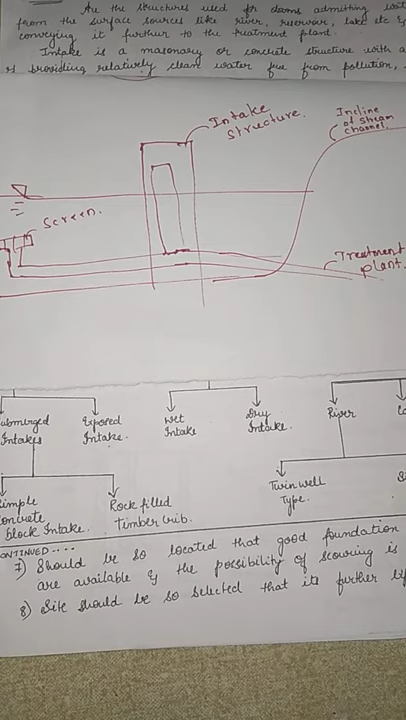 As the structures used for dams admitting
from the surface sources like river, reservoir, lake etc &
conveying it further to the treatment plant.
Intake is a masonary or concrete structure with a
of providing relatively clean water free from pollution,
Intake
structure.
Incline
of stream
channel.
Screen.
Treatment
plant.
Submerged
Intakes
Exposed
Intake.
Wet
Intake
Dry
Intake.
River
Simple
concrete
block Intake.
Rock filled
timber crib.
Twin well
Type.
CONTINUED....
7) Should be so located that good foundation
are available & the possibility of scouring is
8) Site should be so selected that its further